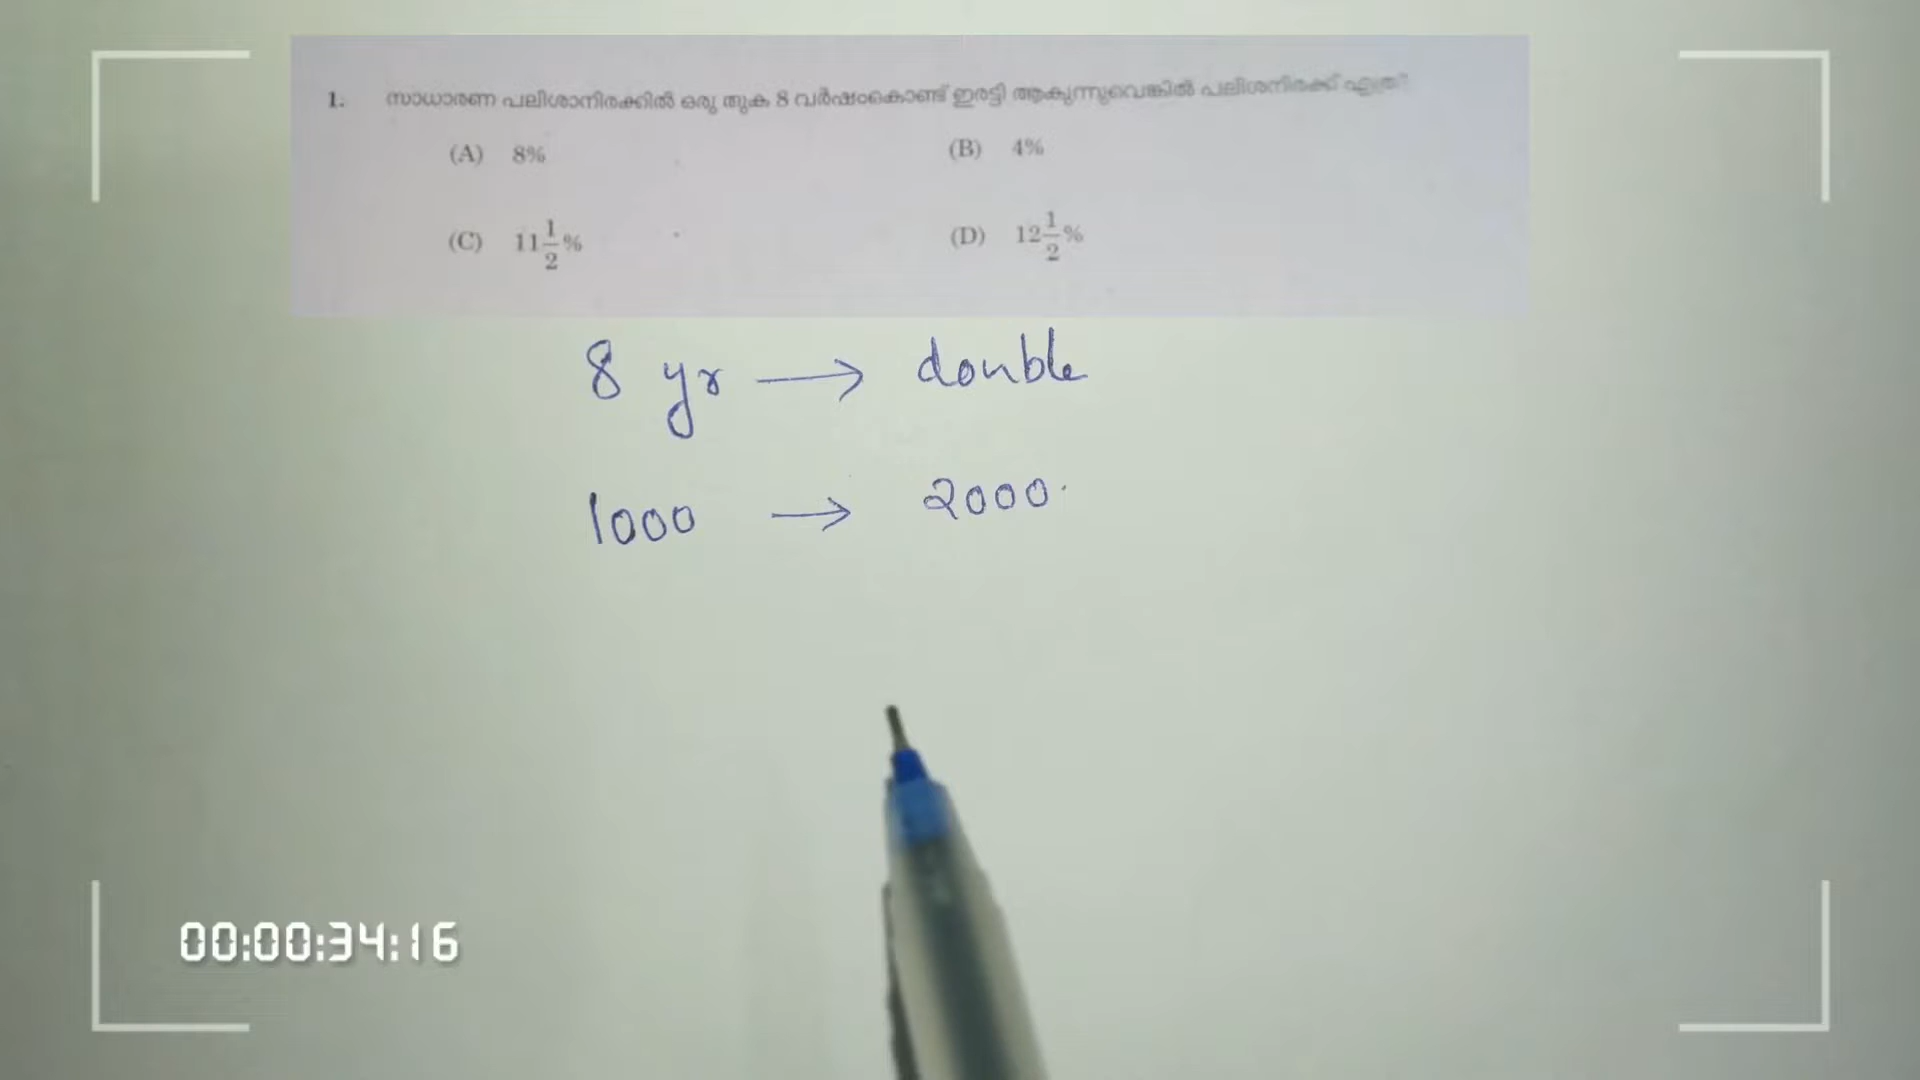 1. സാധാരണ പലിശാനിരക്കിൽ ഒരു തുക 8 വർഷംകൊണ്ട് ഇരട്ടി ആകുന്നുവെങ്കിൽ പലിശനിരക്ക് എത്ര?
(A) 8% (B) 4%
(C) 11 1/2 % (D) 12 1/2 %
8 yr → double
1000 → 2000
00:00:34:16